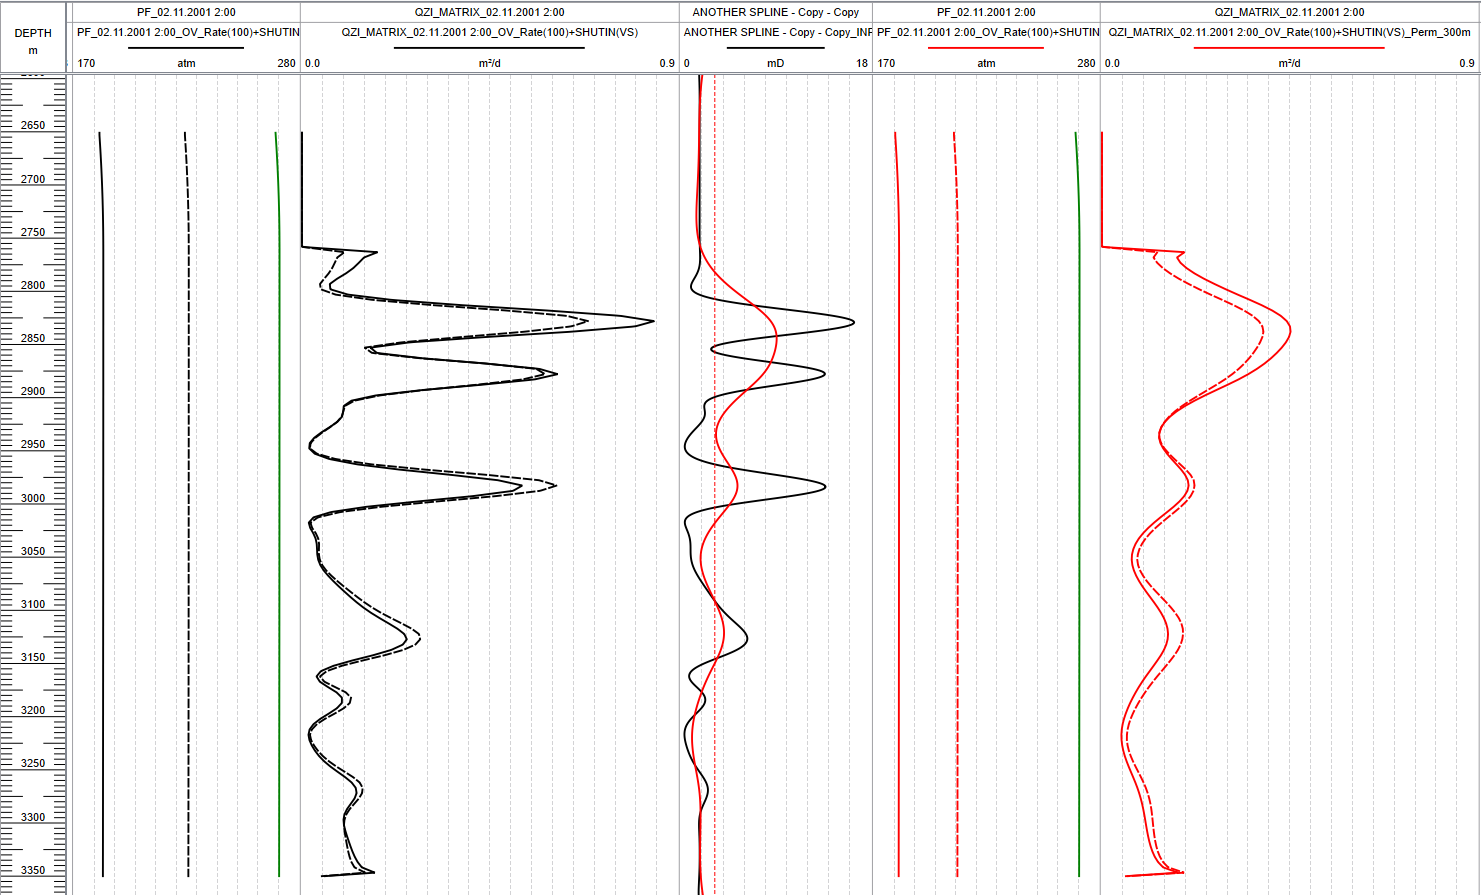 PF_02.11.2001 2:00
QZI_MATRIX_02.11.2001 2:00
ANOTHER SPLINE - Copy - Copy
PF_02.11.2001 2:00
QZI_MATRIX_02.11.2001 2:00
DEPTH
m
PF_02.11.2001 2:00_OV_Rate(100)+SHUTIN
QZI_MATRIX_02.11.2001 2:00_OV_Rate(100)+SHUTIN(VS)
ANOTHER SPLINE - Copy - Copy_INF
PF_02.11.2001 2:00_OV_Rate(100)+SHUTIN
QZI_MATRIX_02.11.2001 2:00_OV_Rate(100)+SHUTIN(VS)_Perm_300m
170 atm 280
0.0 m²/d 0.9
0 mD 18
170 atm 280
0.0 m²/d 0.9
2650
2700
2750
2800
2850
2900
2950
3000
3050
3100
3150
3200
3250
3300
3350